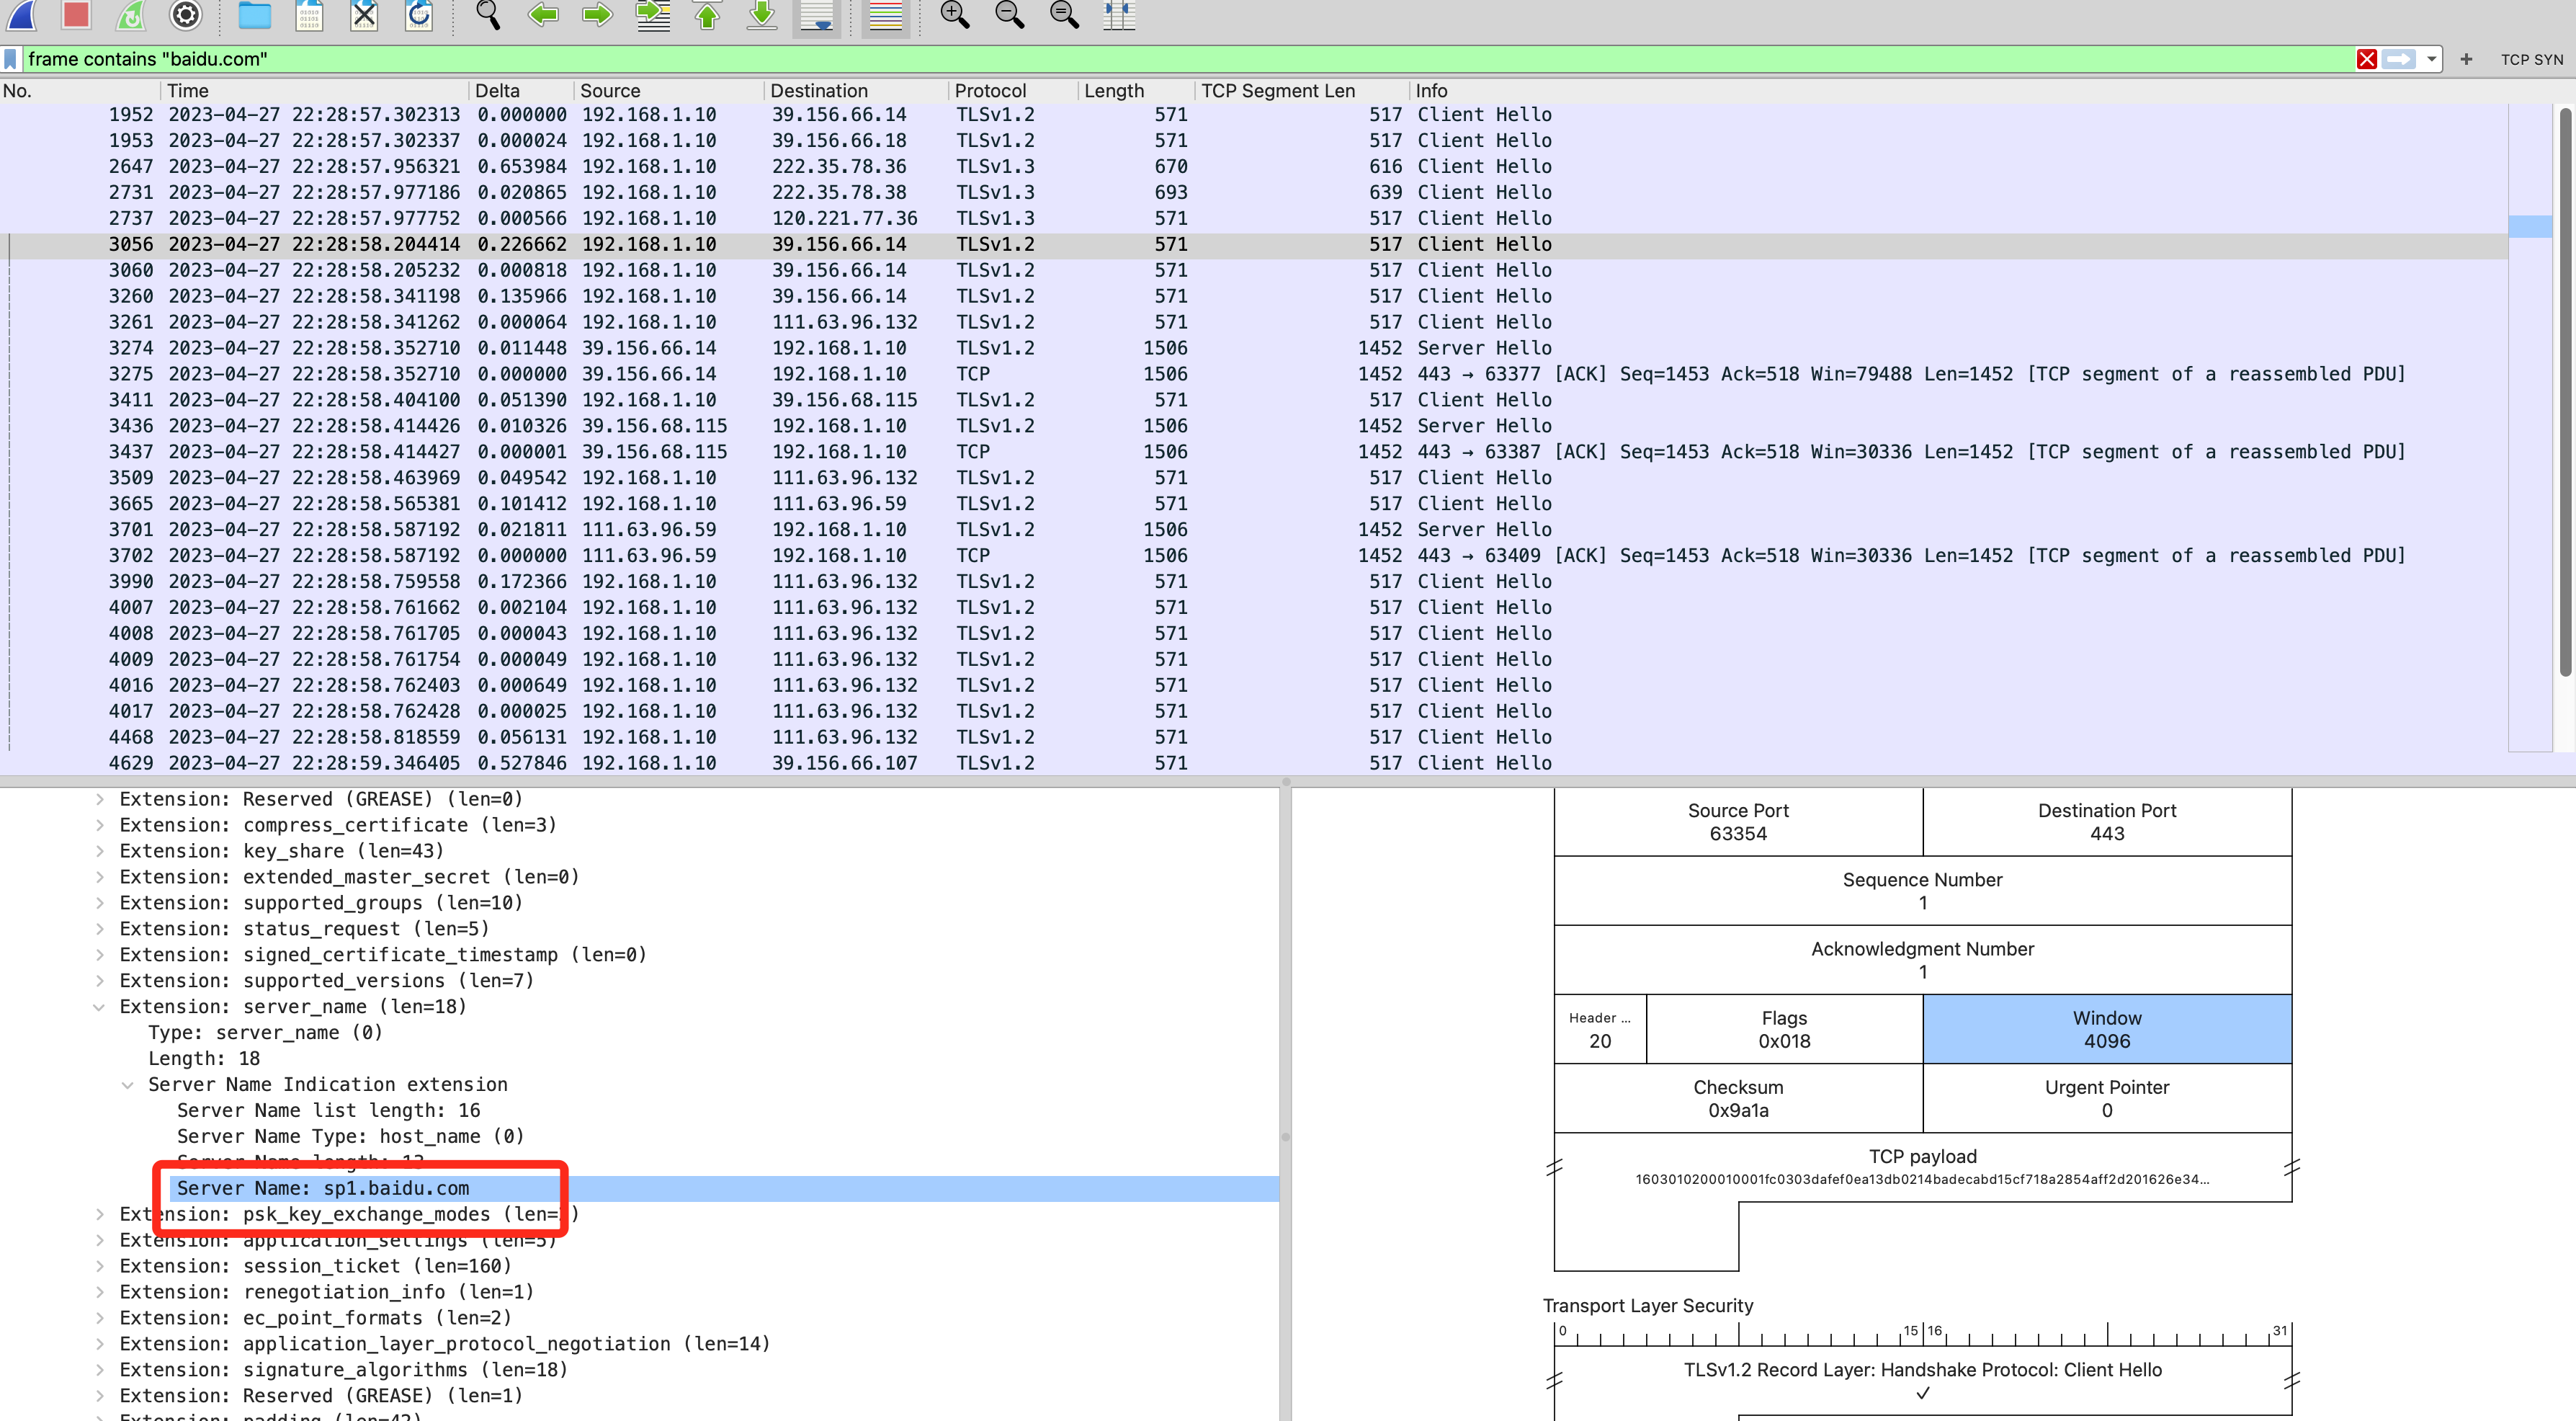 frame contains "baidu.com"
+ TCP SYN
No. Time Delta Source Destination Protocol Length TCP Segment Len Info
1952 2023-04-27 22:28:57.302313 0.000000 192.168.1.10 39.156.66.14 TLSv1.2 571 517 Client Hello
1953 2023-04-27 22:28:57.302337 0.000024 192.168.1.10 39.156.66.18 TLSv1.2 571 517 Client Hello
2647 2023-04-27 22:28:57.956321 0.653984 192.168.1.10 222.35.78.36 TLSv1.3 670 616 Client Hello
2731 2023-04-27 22:28:57.977186 0.020865 192.168.1.10 222.35.78.38 TLSv1.3 693 639 Client Hello
2737 2023-04-27 22:28:57.977752 0.000566 192.168.1.10 120.221.77.36 TLSv1.3 571 517 Client Hello
3056 2023-04-27 22:28:58.204414 0.226662 192.168.1.10 39.156.66.14 TLSv1.2 571 517 Client Hello
3060 2023-04-27 22:28:58.205232 0.000818 192.168.1.10 39.156.66.14 TLSv1.2 571 517 Client Hello
3260 2023-04-27 22:28:58.341198 0.135966 192.168.1.10 39.156.66.14 TLSv1.2 571 517 Client Hello
3261 2023-04-27 22:28:58.341262 0.000064 192.168.1.10 111.63.96.132 TLSv1.2 571 517 Client Hello
3274 2023-04-27 22:28:58.352710 0.011448 39.156.66.14 192.168.1.10 TLSv1.2 1506 1452 Server Hello
3275 2023-04-27 22:28:58.352710 0.000000 39.156.66.14 192.168.1.10 TCP 1506 1452 443 → 63377 [ACK] Seq=1453 Ack=518 Win=79488 Len=1452 [TCP segment of a reassembled PDU]
3411 2023-04-27 22:28:58.404100 0.051390 192.168.1.10 39.156.68.115 TLSv1.2 571 517 Client Hello
3436 2023-04-27 22:28:58.414426 0.010326 39.156.68.115 192.168.1.10 TLSv1.2 1506 1452 Server Hello
3437 2023-04-27 22:28:58.414427 0.000001 39.156.68.115 192.168.1.10 TCP 1506 1452 443 → 63387 [ACK] Seq=1453 Ack=518 Win=30336 Len=1452 [TCP segment of a reassembled PDU]
3509 2023-04-27 22:28:58.463969 0.049542 192.168.1.10 111.63.96.132 TLSv1.2 571 517 Client Hello
3665 2023-04-27 22:28:58.565381 0.101412 192.168.1.10 111.63.96.59 TLSv1.2 571 517 Client Hello
3701 2023-04-27 22:28:58.587192 0.021811 111.63.96.59 192.168.1.10 TLSv1.2 1506 1452 Server Hello
3702 2023-04-27 22:28:58.587192 0.000000 111.63.96.59 192.168.1.10 TCP 1506 1452 443 → 63409 [ACK] Seq=1453 Ack=518 Win=30336 Len=1452 [TCP segment of a reassembled PDU]
3990 2023-04-27 22:28:58.759558 0.172366 192.168.1.10 111.63.96.132 TLSv1.2 571 517 Client Hello
4007 2023-04-27 22:28:58.761662 0.002104 192.168.1.10 111.63.96.132 TLSv1.2 571 517 Client Hello
4008 2023-04-27 22:28:58.761705 0.000043 192.168.1.10 111.63.96.132 TLSv1.2 571 517 Client Hello
4009 2023-04-27 22:28:58.761754 0.000049 192.168.1.10 111.63.96.132 TLSv1.2 571 517 Client Hello
4016 2023-04-27 22:28:58.762403 0.000649 192.168.1.10 111.63.96.132 TLSv1.2 571 517 Client Hello
4017 2023-04-27 22:28:58.762428 0.000025 192.168.1.10 111.63.96.132 TLSv1.2 571 517 Client Hello
4468 2023-04-27 22:28:58.818559 0.056131 192.168.1.10 111.63.96.132 TLSv1.2 571 517 Client Hello
4629 2023-04-27 22:28:59.346405 0.527846 192.168.1.10 39.156.66.107 TLSv1.2 571 517 Client Hello
Extension: Reserved (GREASE) (len=0)
Extension: compress_certificate (len=3)
Extension: key_share (len=43)
Extension: extended_master_secret (len=0)
Extension: supported_groups (len=10)
Extension: status_request (len=5)
Extension: signed_certificate_timestamp (len=0)
Extension: supported_versions (len=7)
Extension: server_name (len=18)
Type: server_name (0)
Length: 18
Server Name Indication extension
Server Name list length: 16
Server Name Type: host_name (0)
Server Name length: 13
Server Name: sp1.baidu.com
Extension: psk_key_exchange_modes (len=
Extension: application_settings (len=5)
Extension: session_ticket (len=160)
Extension: renegotiation_info (len=1)
Extension: ec_point_formats (len=2)
Extension: application_layer_protocol_negotiation (len=14)
Extension: signature_algorithms (len=18)
Extension: Reserved (GREASE) (len=1)
Extension: padding (len=42)
Source Port
63354
Destination Port
443
Sequence Number
1
Acknowledgment Number
1
Header ...
20
Flags
0x018
Window
4096
Checksum
0x9a1a
Urgent Pointer
0
TCP payload
1603010200010001fc0303dafef0ea13db0214badecabd15cf718a2854aff2d201626e34...
Transport Layer Security
0 15 16 31
TLSv1.2 Record Layer: Handshake Protocol: Client Hello
✓